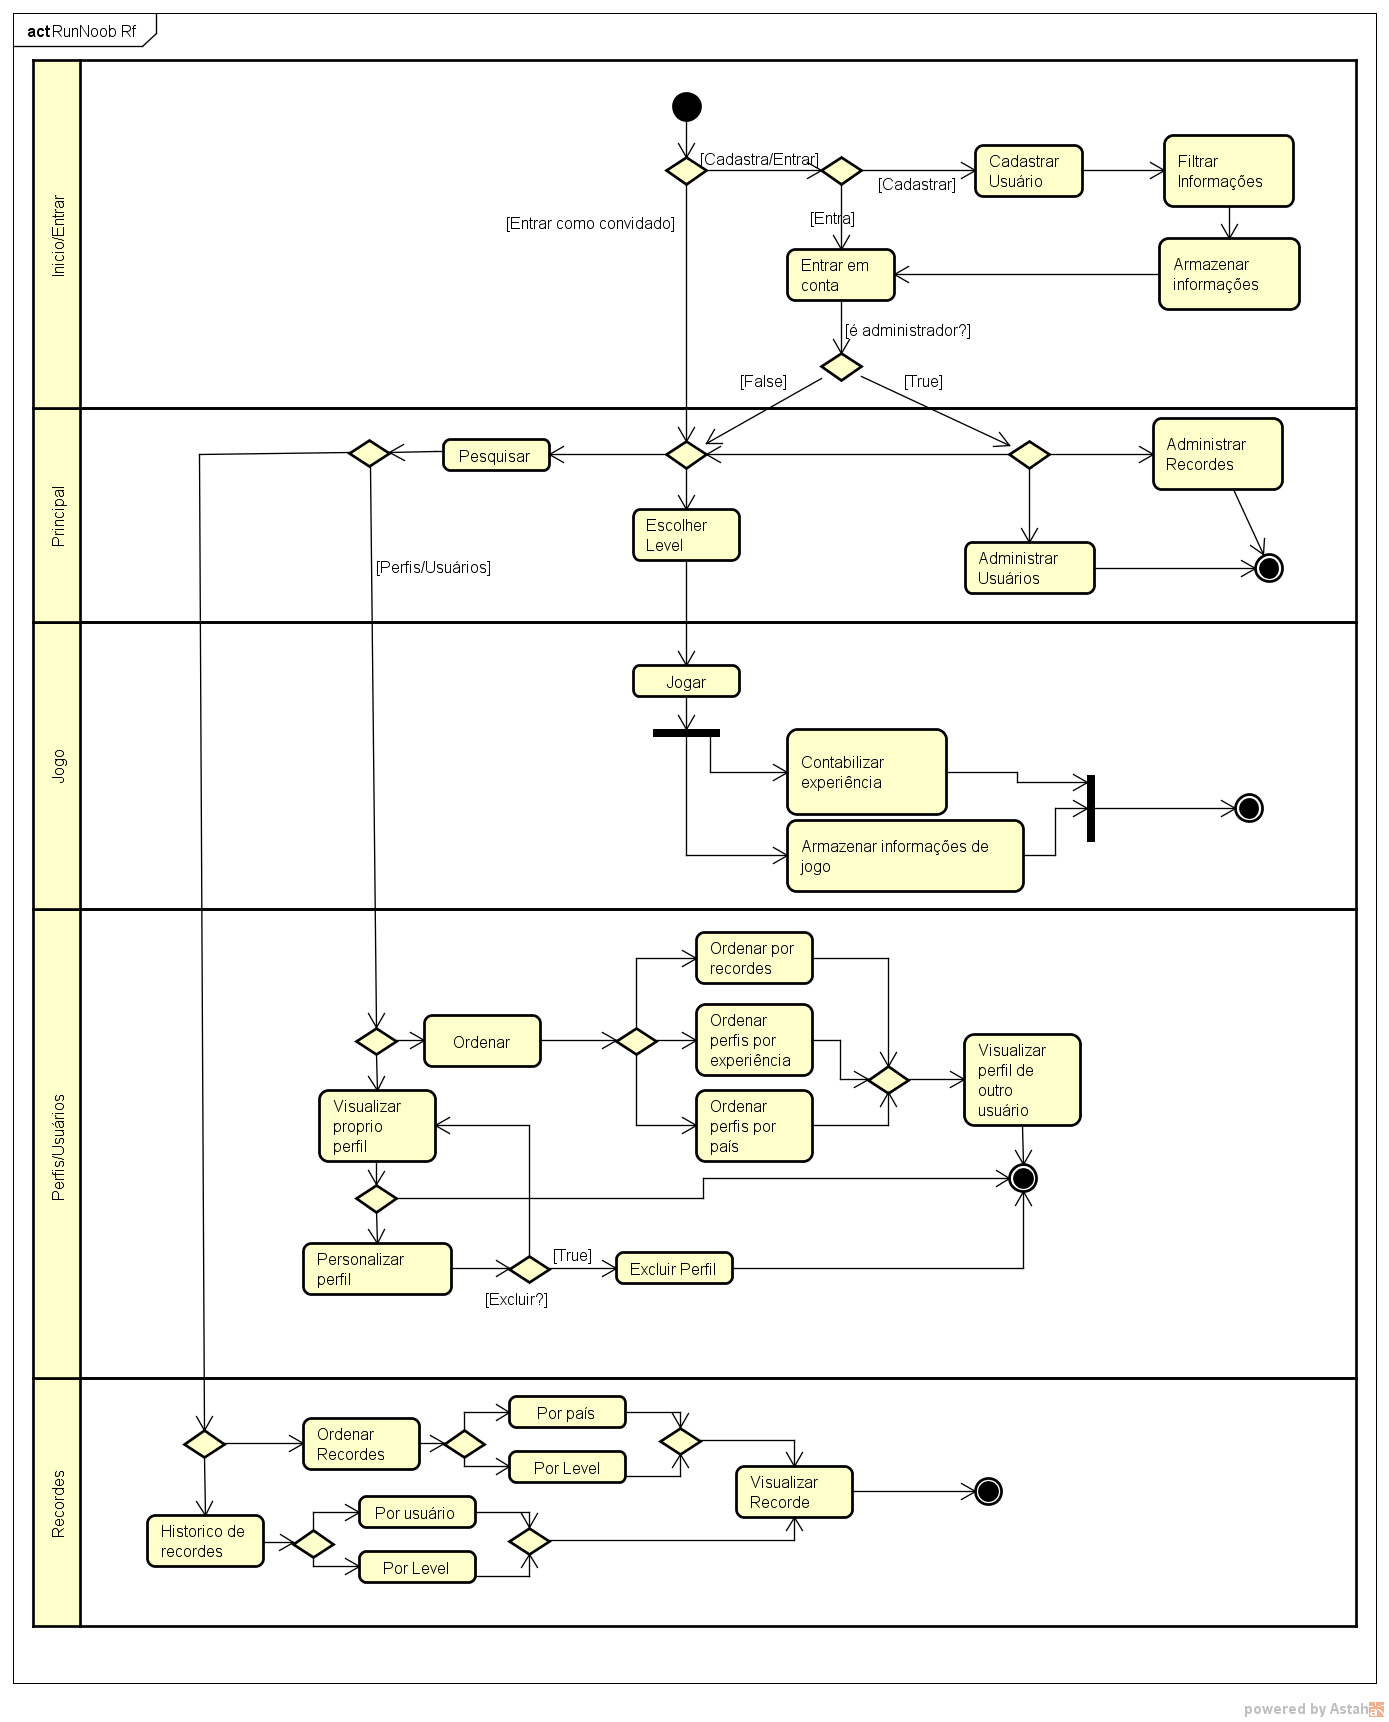 act RunNoob Rf
Inicio/Entrar
[Cadastra/Entrar]
[Cadastrar]
Cadastrar
Usuário
Filtrar
Informações
[Entrar como convidado]
[Entra]
Entrar em
conta
Armazenar
informações
[é administrador?]
[False]
[True]
Principal
Pesquisar
Administrar
Recordes
Escolher
Level
Administrar
Usuários
[Perfis/Usuários]
Jogo
Jogar
Contabilizar
experiência
Armazenar informações de
jogo
Perfis/Usuários
Ordenar por
recordes
Ordenar
Ordenar
perfis por
experiência
Visualizar
perfil de
outro
usuário
Visualizar
proprio
perfil
Ordenar
perfis por
país
Personalizar
perfil
[True]
[Excluir?]
Excluir Perfil
Recordes
Ordenar
Recordes
Por país
Por Level
Visualizar
Recorde
Historico de
recordes
Por usuário
Por Level
powered by Astah